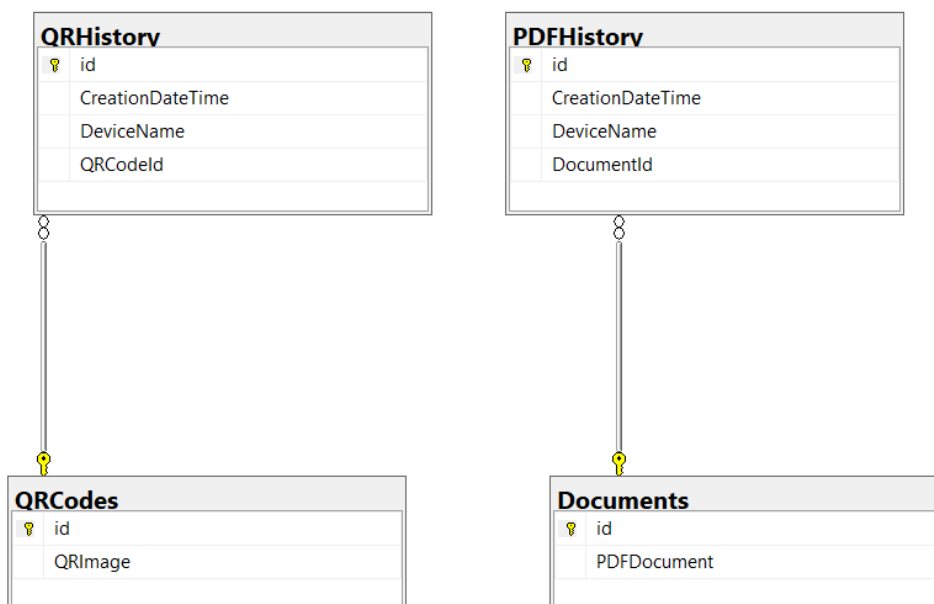 QRHistory
id
CreationDateTime
DeviceName
QRCodeId
PDFHistory
id
CreationDateTime
DeviceName
DocumentId
QRCodes
id
QRImage
Documents
id
PDFDocument